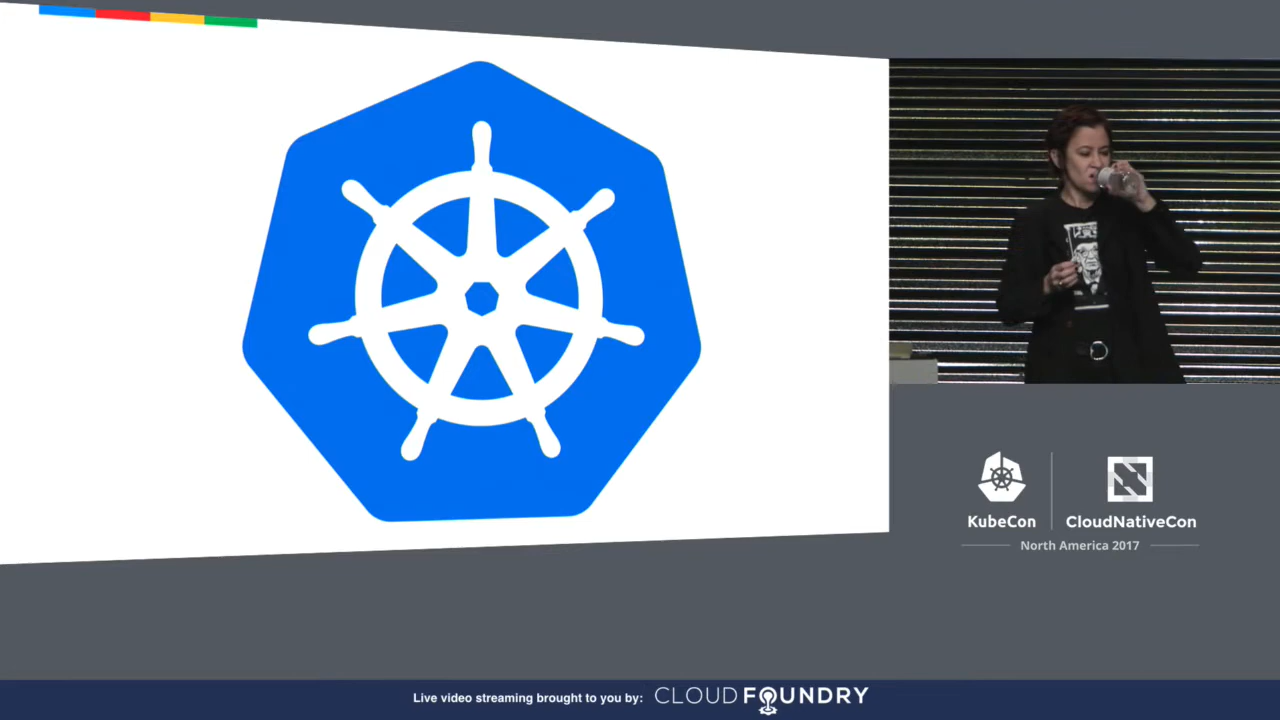 KubeCon
CloudNativeCon
North America 2017
Live video streaming brought to you by: CLOUD FOUNDRY